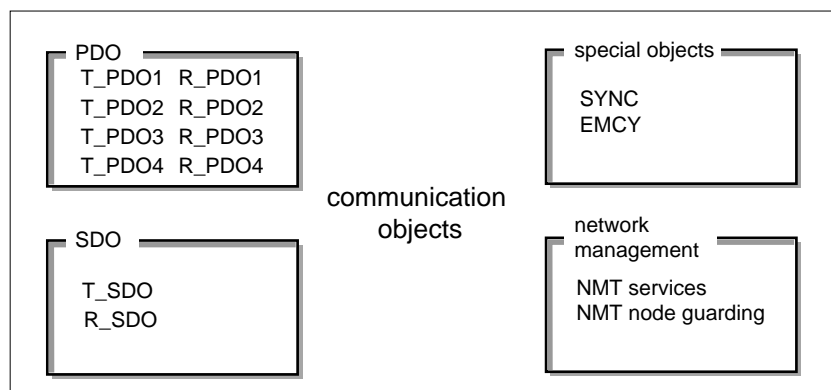 PDO
T_PDO1 R_PDO1
T_PDO2 R_PDO2
T_PDO3 R_PDO3
T_PDO4 R_PDO4
SDO
T_SDO
R_SDO
communication
objects
special objects
SYNC
EMCY
network
management
NMT services
NMT node guarding